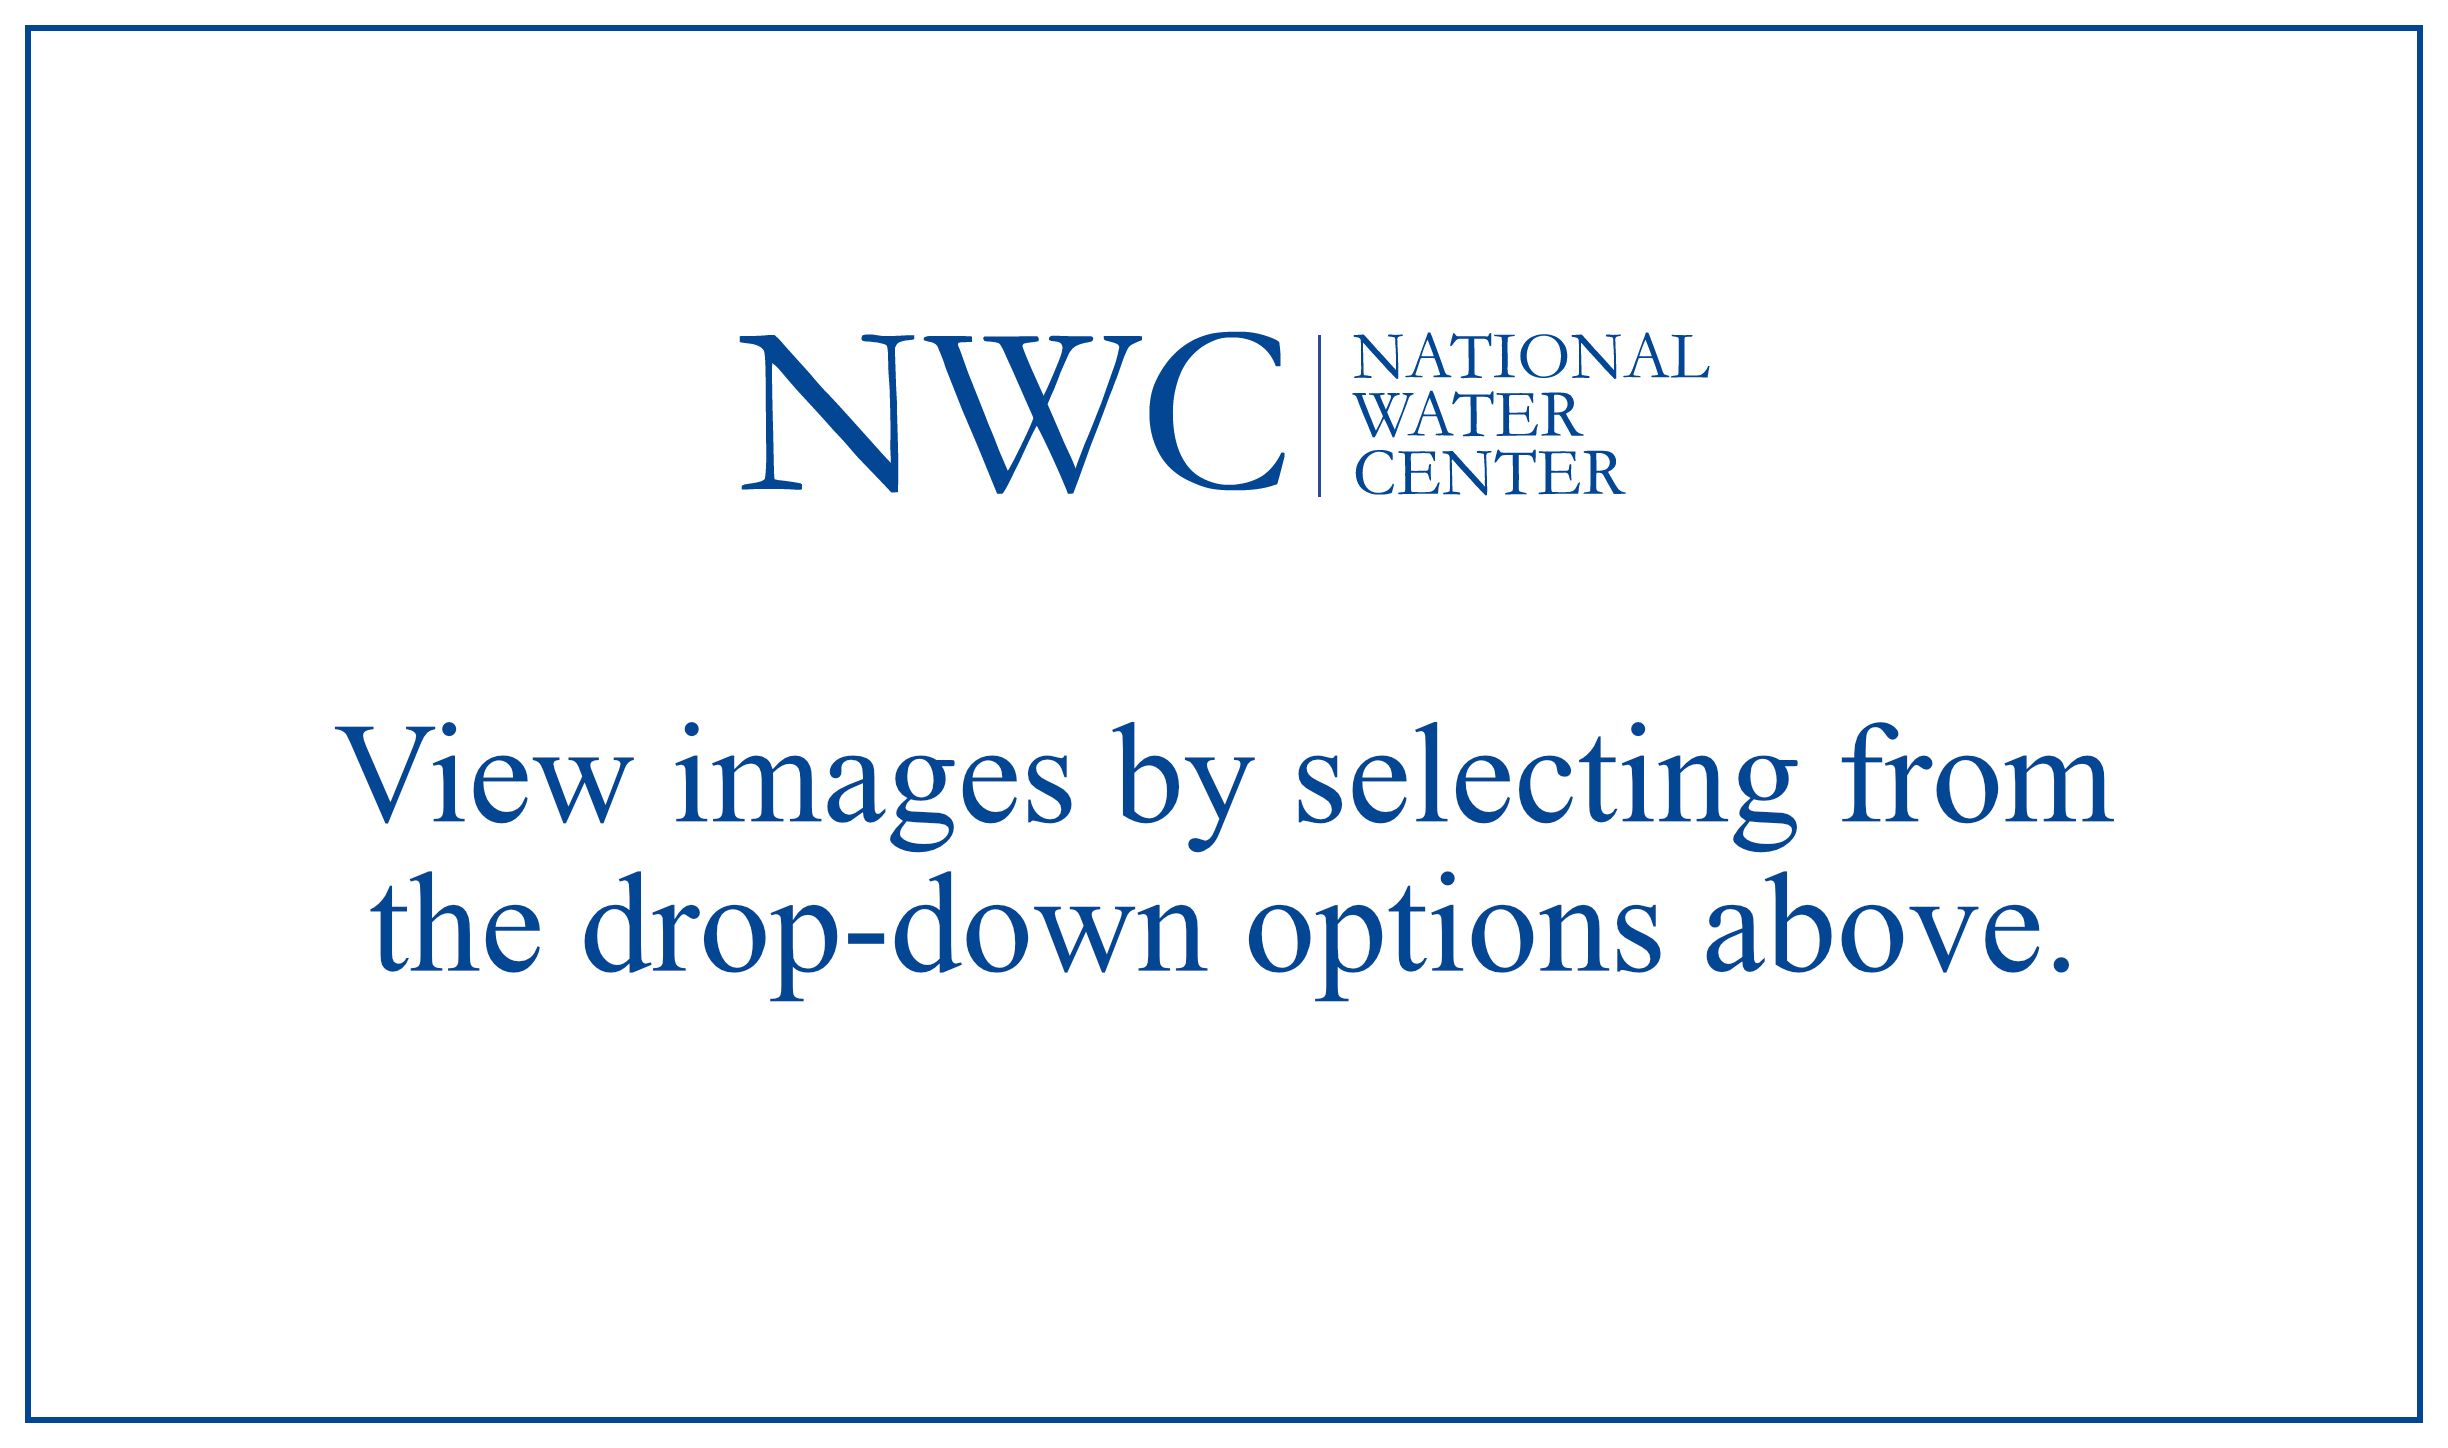 NWC
NATIONAL
WATER
CENTER
View images by selecting from
the drop-down options above.